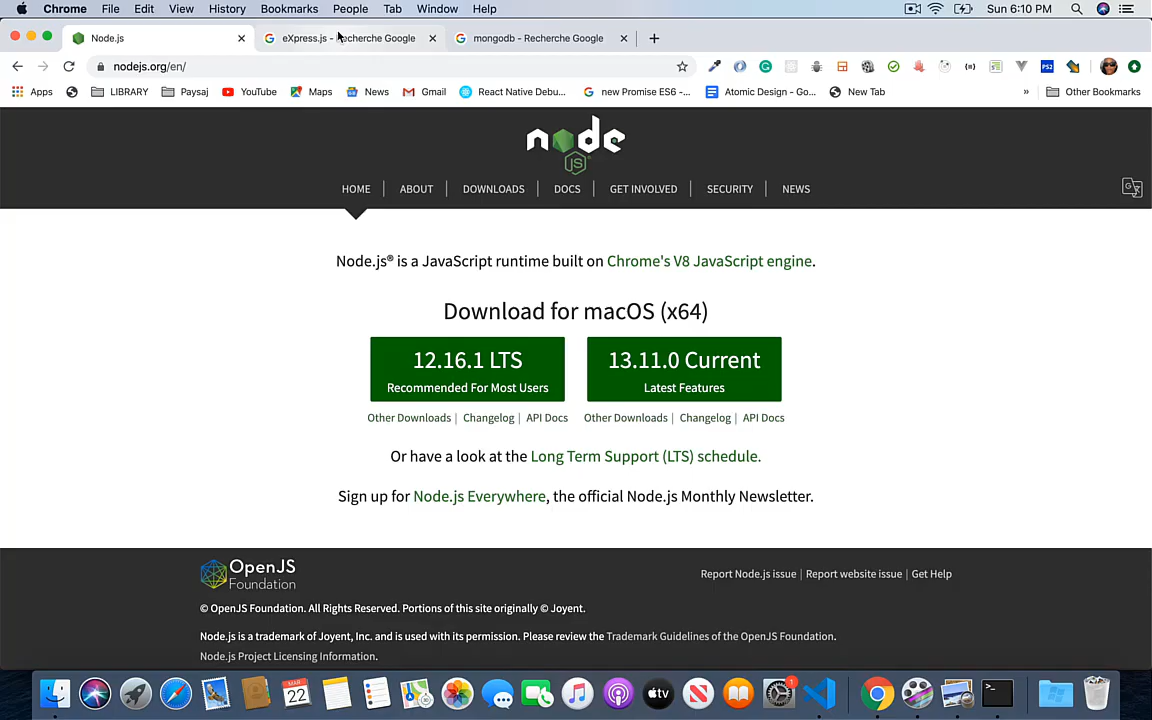 Chrome File Edit View History Bookmarks People Tab Window Help Sun 6:10 PM
Node.js eXpress.js - Recherche Google mongodb - Recherche Google
nodejs.org/en/
Apps LIBRARY Paysaj YouTube Maps News Gmail React Native Debu... new Promise ES6 -... Atomic Design - Go... New Tab » Other Bookmarks
node
JS
HOME ABOUT DOWNLOADS DOCS GET INVOLVED SECURITY NEWS
Node.js® is a JavaScript runtime built on Chrome's V8 JavaScript engine.
Download for macOS (x64)
12.16.1 LTS
Recommended For Most Users
13.11.0 Current
Latest Features
Other Downloads | Changelog | API Docs
Other Downloads | Changelog | API Docs
Or have a look at the Long Term Support (LTS) schedule.
Sign up for Node.js Everywhere, the official Node.js Monthly Newsletter.
OpenJS
Foundation
Report Node.js issue | Report website issue | Get Help
© OpenJS Foundation. All Rights Reserved. Portions of this site originally © Joyent.
Node.js is a trademark of Joyent, Inc. and is used with its permission. Please review the Trademark Guidelines of the OpenJS Foundation.
Node.js Project Licensing Information.
MAR
22
tv
1